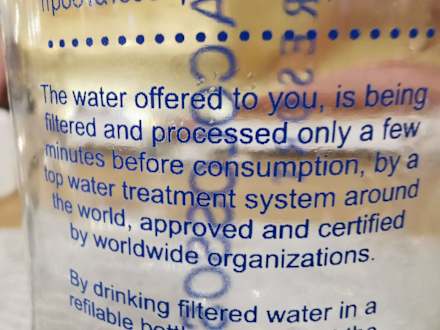 The water offered to you, is being
filtered and processed only a few
minutes before consumption, by a
top water treatment system around
the world, approved and certified
by worldwide organizations.
By drinking filtered water in a
refilable